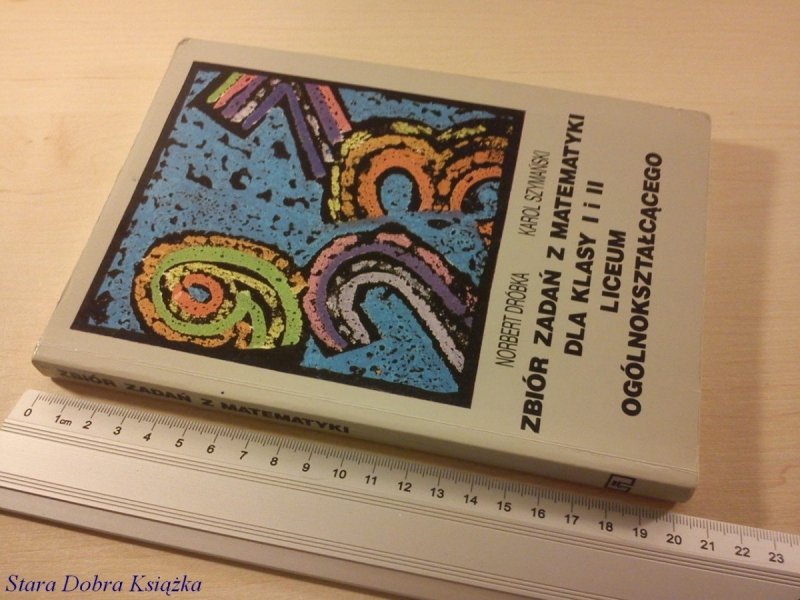 NORBERT DRÓBKA KAROL SZYMAŃSKI
ZBIÓR ZADAŃ Z MATEMATYKI
DLA KLASY I i II
LICEUM
OGÓLNOKSZTAŁCĄCEGO
ZBIÓR ZADAŃ Z MATEMATYKI
0 1cm 2 3 4 5 6 7 8 9 10 11 12 13 14 15 16 17 18 19 20 21 22 23
Stara Dobra Książka